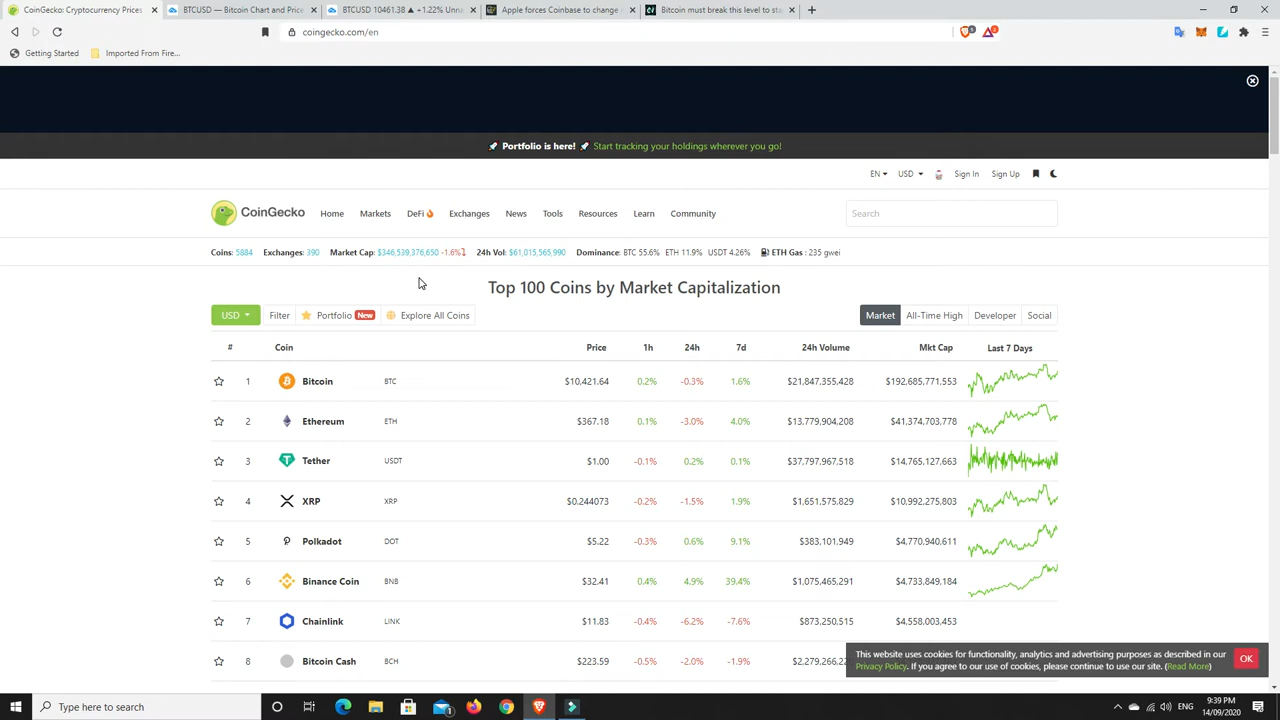 CoinGecko: Cryptocurrency Prices
BTCUSD — Bitcoin Chart and Price
BTCUSD 10461.38 ▲ +1.22% Unna
Apple forces Coinbase to change
Bitcoin must break this level to sta
coingecko.com/en
Getting Started
Imported From Fire...
Portfolio is here! Start tracking your holdings wherever you go!
EN USD Sign In Sign Up
CoinGecko Home Markets DeFi Exchanges News Tools Resources Learn Community Search
Coins: 5884 Exchanges: 390 Market Cap: $346,539,376,650 -1.6% 24h Vol: $61,015,565,990 Dominance: BTC 55.6% ETH 11.9% USDT 4.26% ETH Gas : 235 gwei
Top 100 Coins by Market Capitalization
USD Filter Portfolio New Explore All Coins Market All-Time High Developer Social
# Coin Price 1h 24h 7d 24h Volume Mkt Cap Last 7 Days
1 Bitcoin BTC $10,421.64 0.2% -0.3% 1.6% $21,847,355,428 $192,685,771,553
2 Ethereum ETH $367.18 0.1% -3.0% 4.0% $13,779,904,208 $41,374,703,778
3 Tether USDT $1.00 -0.1% 0.2% 0.1% $37,797,967,518 $14,765,127,663
4 XRP XRP $0.244073 -0.2% -1.5% 1.9% $1,651,575,829 $10,992,275,803
5 Polkadot DOT $5.22 -0.3% 0.6% 9.1% $383,101,949 $4,770,940,611
6 Binance Coin BNB $32.41 0.4% 4.9% 39.4% $1,075,465,291 $4,733,849,184
7 Chainlink LINK $11.83 -0.4% -6.2% -7.6% $873,250,515 $4,558,003,453
8 Bitcoin Cash BCH $223.59 -0.5% -2.0% -1.9% $2,279,266,22
This website uses cookies for functionality, analytics and advertising purposes as described in our
Privacy Policy. If you agree to our use of cookies, please continue to use our site. (Read More)
OK
Type here to search
ENG
9:39 PM
14/09/2020